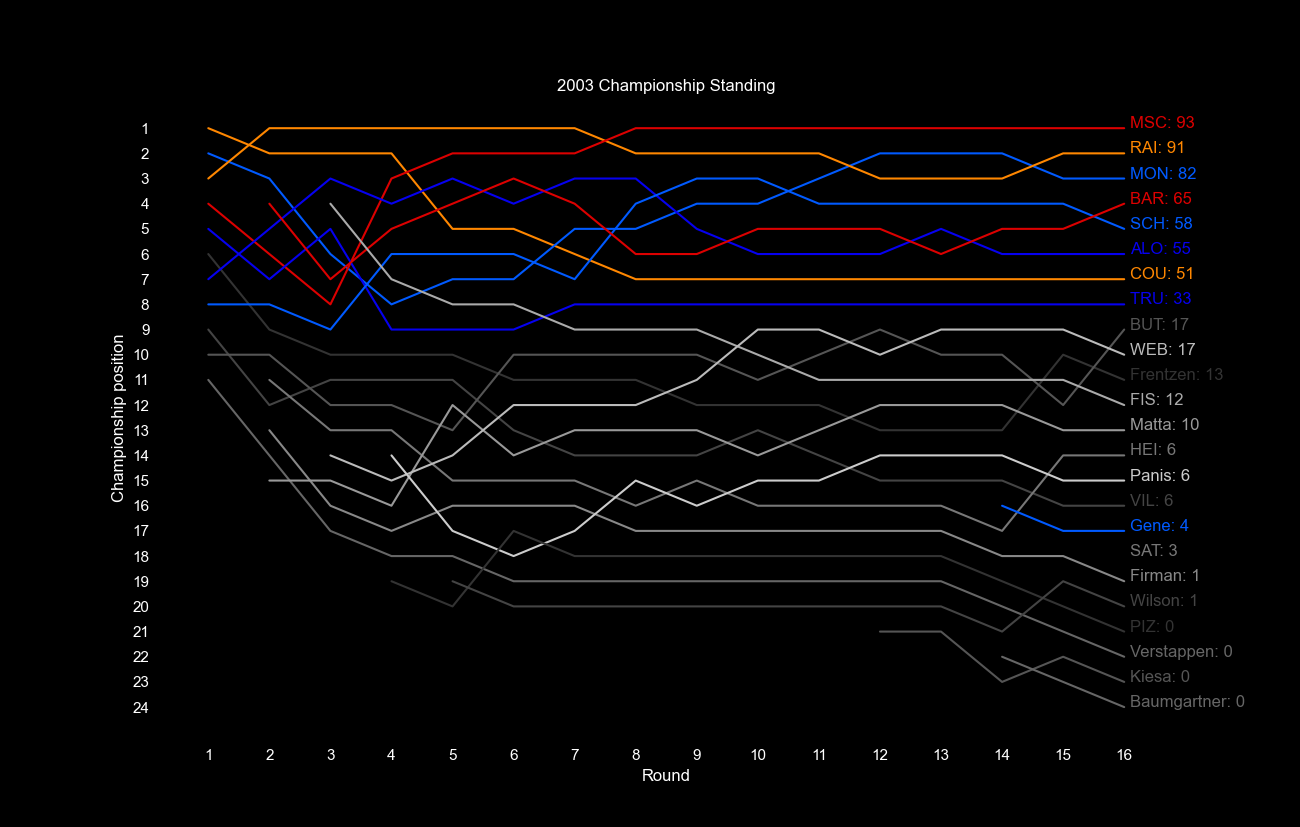 2003 Championship Standing
1
2
3
4
5
6
7
8
9
10
11
12
13
14
15
16
17
18
19
20
21
22
23
24
Championship position
MSC: 93
RAI: 91
MON: 82
BAR: 65
SCH: 58
ALO: 55
COU: 51
TRU: 33
BUT: 17
WEB: 17
Frentzen: 13
FIS: 12
Matta: 10
HEI: 6
Panis: 6
VIL: 6
Gene: 4
SAT: 3
Firman: 1
Wilson: 1
PIZ: 0
Verstappen: 0
Kiesa: 0
Baumgartner: 0
1 2 3 4 5 6 7 8 9 10 11 12 13 14 15 16
Round